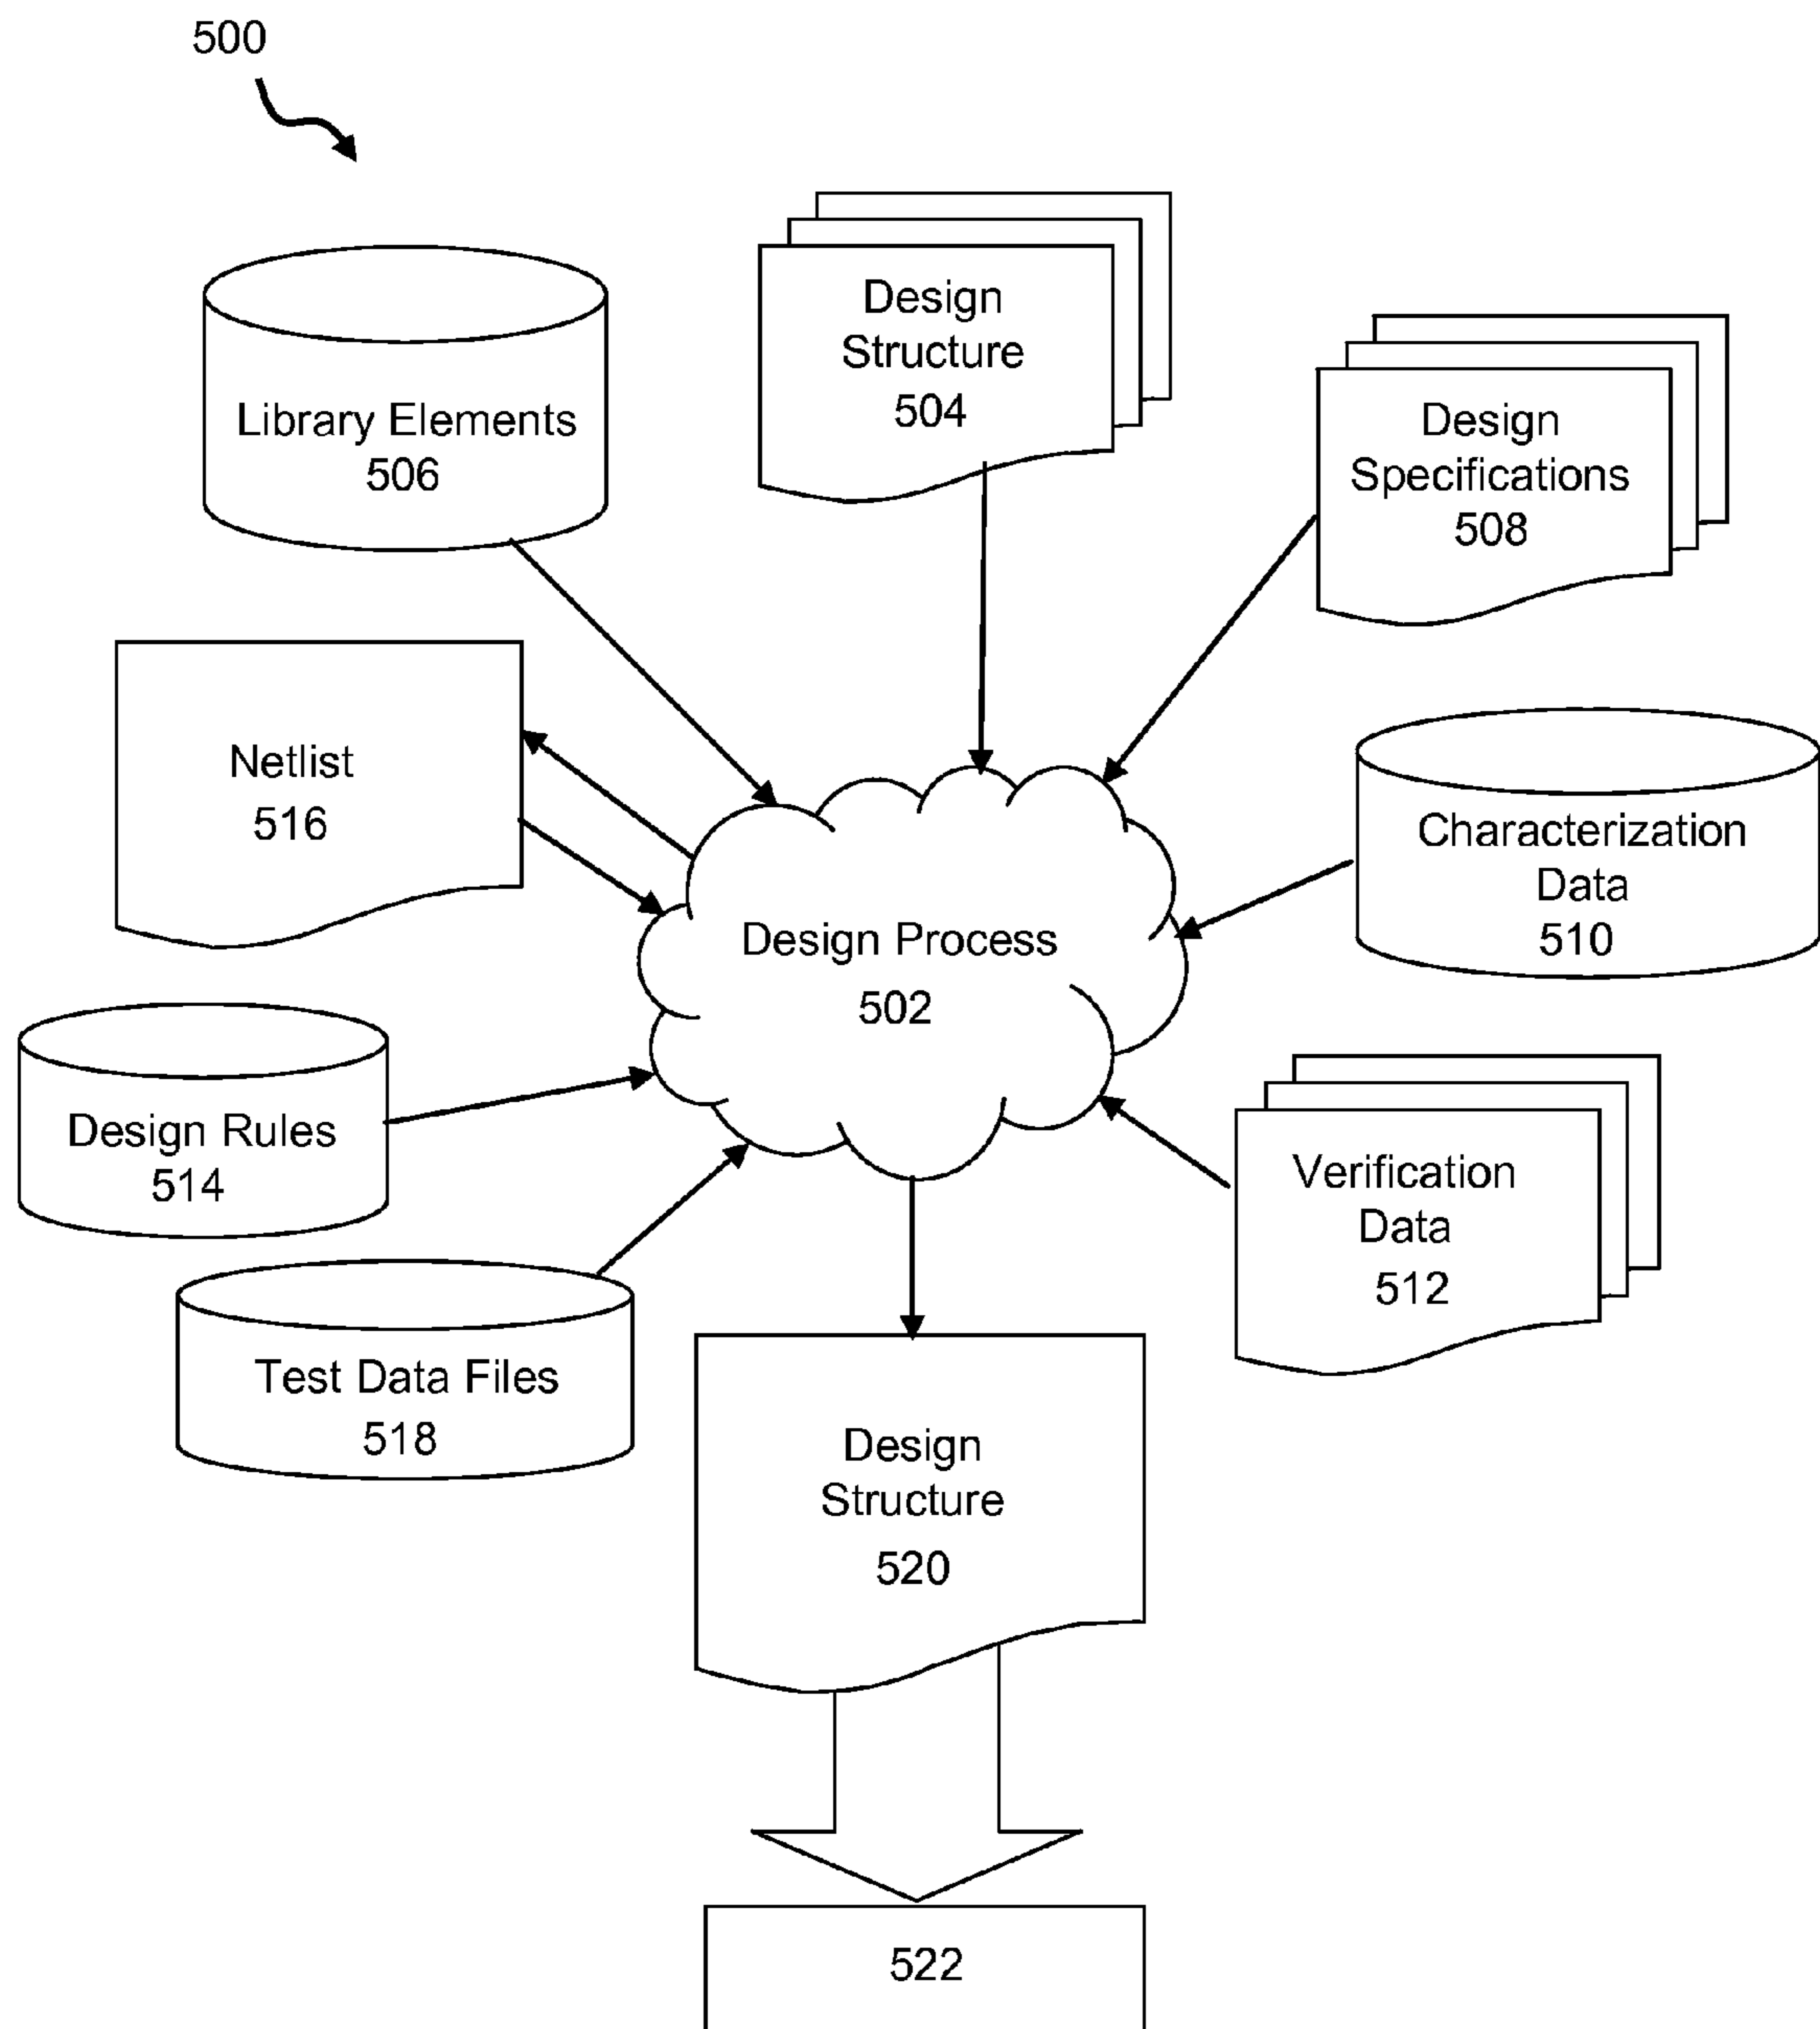 500
Design
Structure
504
Library Elements
506
Design
Specifications
508
Netlist
516
Characterization
Data
510
Design Process
502
Design Rules
514
Verification
Data
512
Test Data Files
518
Design
Structure
520
522